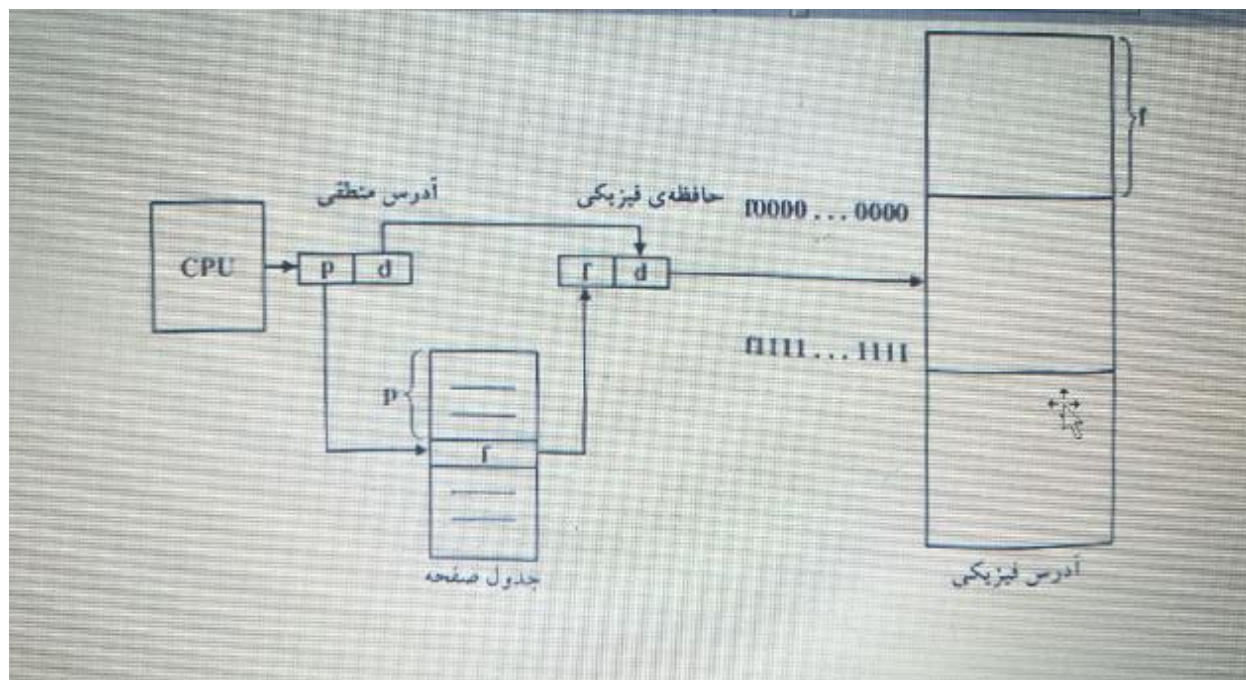 f
آدرس منطقی
حافظه‌ی فیزیکی
f0000 . . . 0000
CPU
p d
f d
f1111 . . . 1111
p
f
جدول صفحه
آدرس فیزیکی